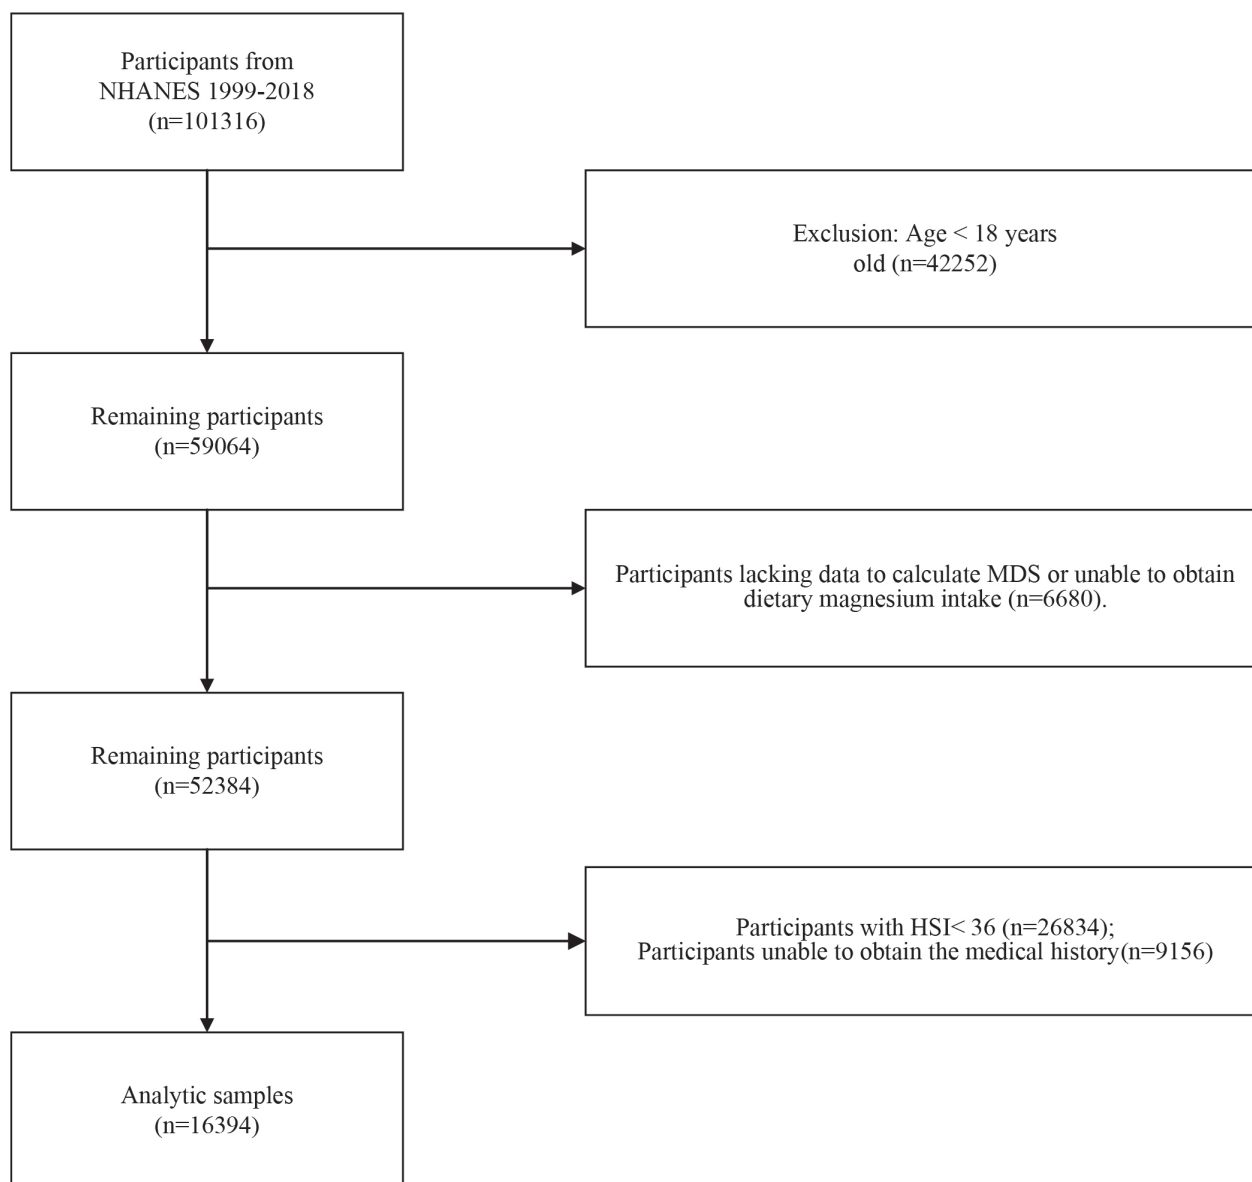 Participants from
NHANES 1999-2018
(n=101316)
Exclusion: Age < 18 years
old (n=42252)
Remaining participants
(n=59064)
Participants lacking data to calculate MDS or unable to obtain
dietary magnesium intake (n=6680).
Remaining participants
(n=52384)
Participants with HSI< 36 (n=26834);
Participants unable to obtain the medical history(n=9156)
Analytic samples
(n=16394)